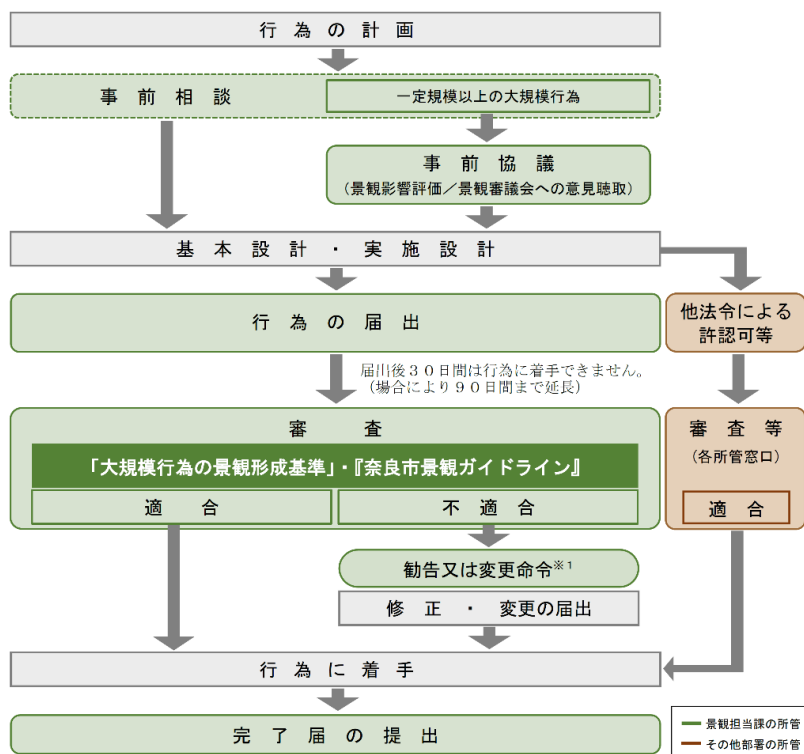 行為の計画
事前相談
一定規模以上の大規模行為
事前協議
(景観影響評価/景観審議会への意見聴取)
基本設計・実施設計
行為の届出
他法令による
許認可等
届出後30日間は行為に着手できません。
(場合により90日間まで延長)
審査
「大規模行為の景観形成基準」・『奈良市景観ガイドライン』
適合
不適合
審査等
(各所管窓口)
適合
勧告又は変更命令※1
修正・変更の届出
行為に着手
完了届の提出
景観担当課の所管
その他部署の所管